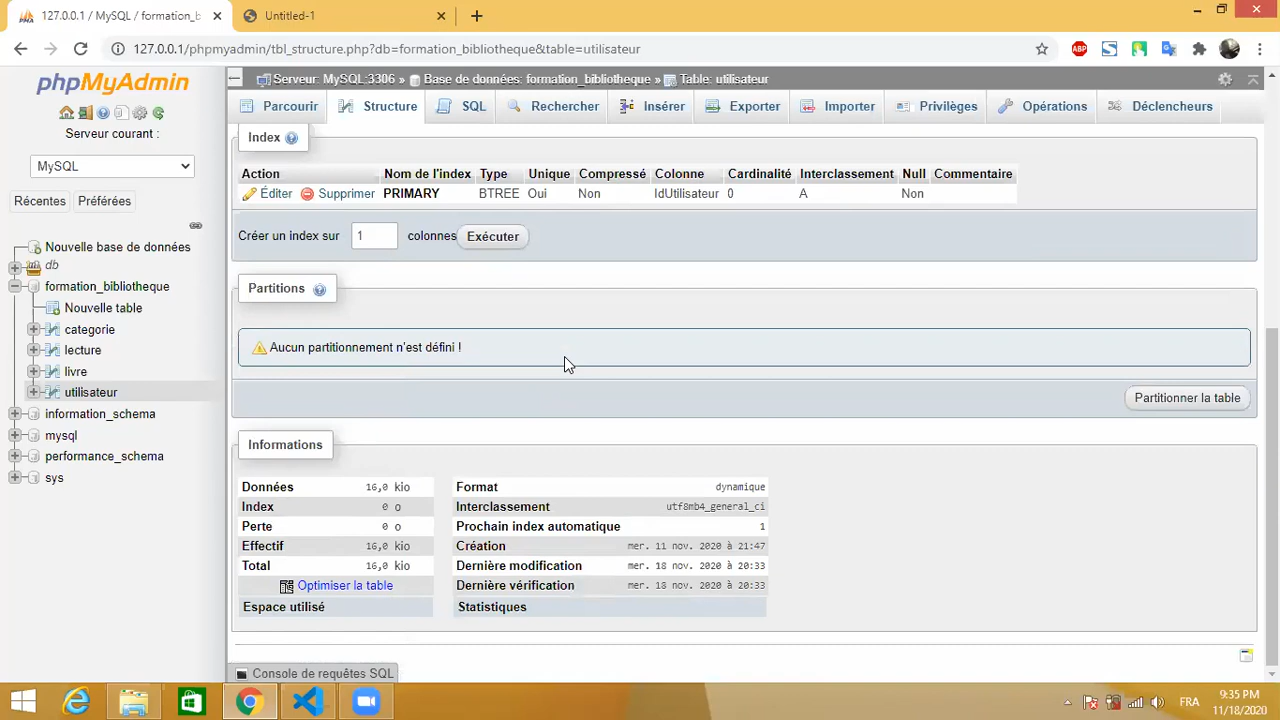 127.0.0.1 / MySQL / formation_b
Untitled-1
127.0.0.1/phpmyadmin/tbl_structure.php?db=formation_bibliotheque&table=utilisateur
ABP
phpMyAdmin
Serveur courant :
MySQL
Récentes Préférées
Nouvelle base de données
db
formation_bibliotheque
Nouvelle table
categorie
lecture
livre
utilisateur
information_schema
mysql
performance_schema
sys
Serveur: MySQL:3306 » Base de données: formation_bibliotheque » Table: utilisateur
Parcourir Structure SQL Rechercher Insérer Exporter Importer Privilèges Opérations Déclencheurs
Index
Action Nom de l'index Type Unique Compressé Colonne Cardinalité Interclassement Null Commentaire
Éditer Supprimer PRIMARY BTREE Oui Non IdUtilisateur 0 A Non
Créer un index sur 1 colonnes Exécuter
Partitions
Aucun partitionnement n'est défini !
Partitionner la table
Informations
Données 16,0 kio
Index 0 o
Perte 0 o
Effectif 16,0 kio
Total 16,0 kio
Optimiser la table
Espace utilisé
Format dynamique
Interclassement utf8mb4_general_ci
Prochain index automatique 1
Création mer. 11 nov. 2020 à 21:47
Dernière modification mer. 18 nov. 2020 à 20:33
Dernière vérification mer. 18 nov. 2020 à 20:33
Statistiques
Console de requêtes SQL
FRA
9:35 PM
11/18/2020